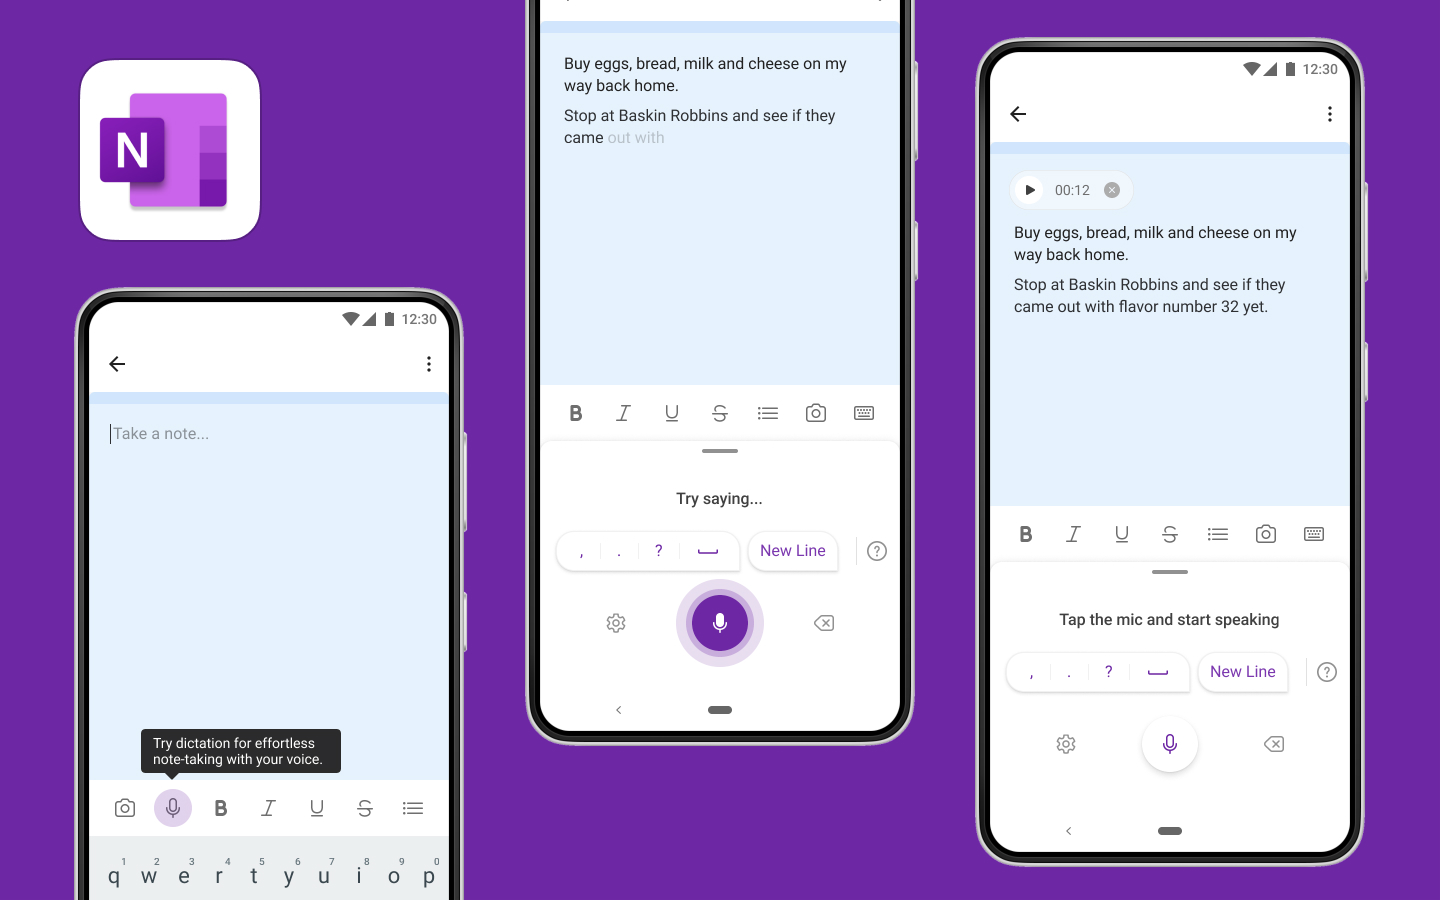 N
12:30
Take a note...
Try dictation for effortless
note-taking with your voice.
B I U S
1 2 3 4 5 6 7 8 9 0
q w e r t y u i o p
Buy eggs, bread, milk and cheese on my
way back home.
Stop at Baskin Robbins and see if they
came out with
B I U S
Try saying...
, . ? New Line ?
12:30
00:12
Buy eggs, bread, milk and cheese on my
way back home.
Stop at Baskin Robbins and see if they
came out with flavor number 32 yet.
B I U S
Tap the mic and start speaking
, . ? New Line ?